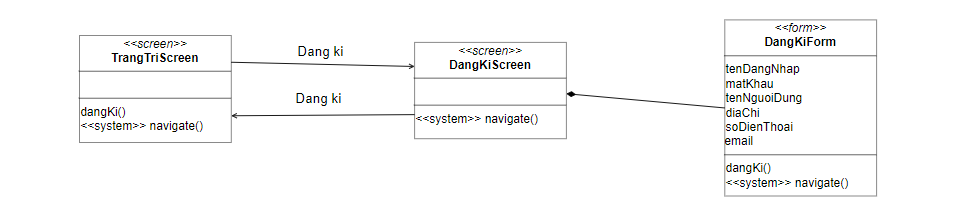 <<screen>>
TrangTriScreen
dangKi()
<<system>> navigate()
Dang ki
Dang ki
<<screen>>
DangKiScreen
<<system>> navigate()
<<form>>
DangKiForm
tenDangNhap
matKhau
tenNguoiDung
diaChi
soDienThoai
email
dangKi()
<<system>> navigate()